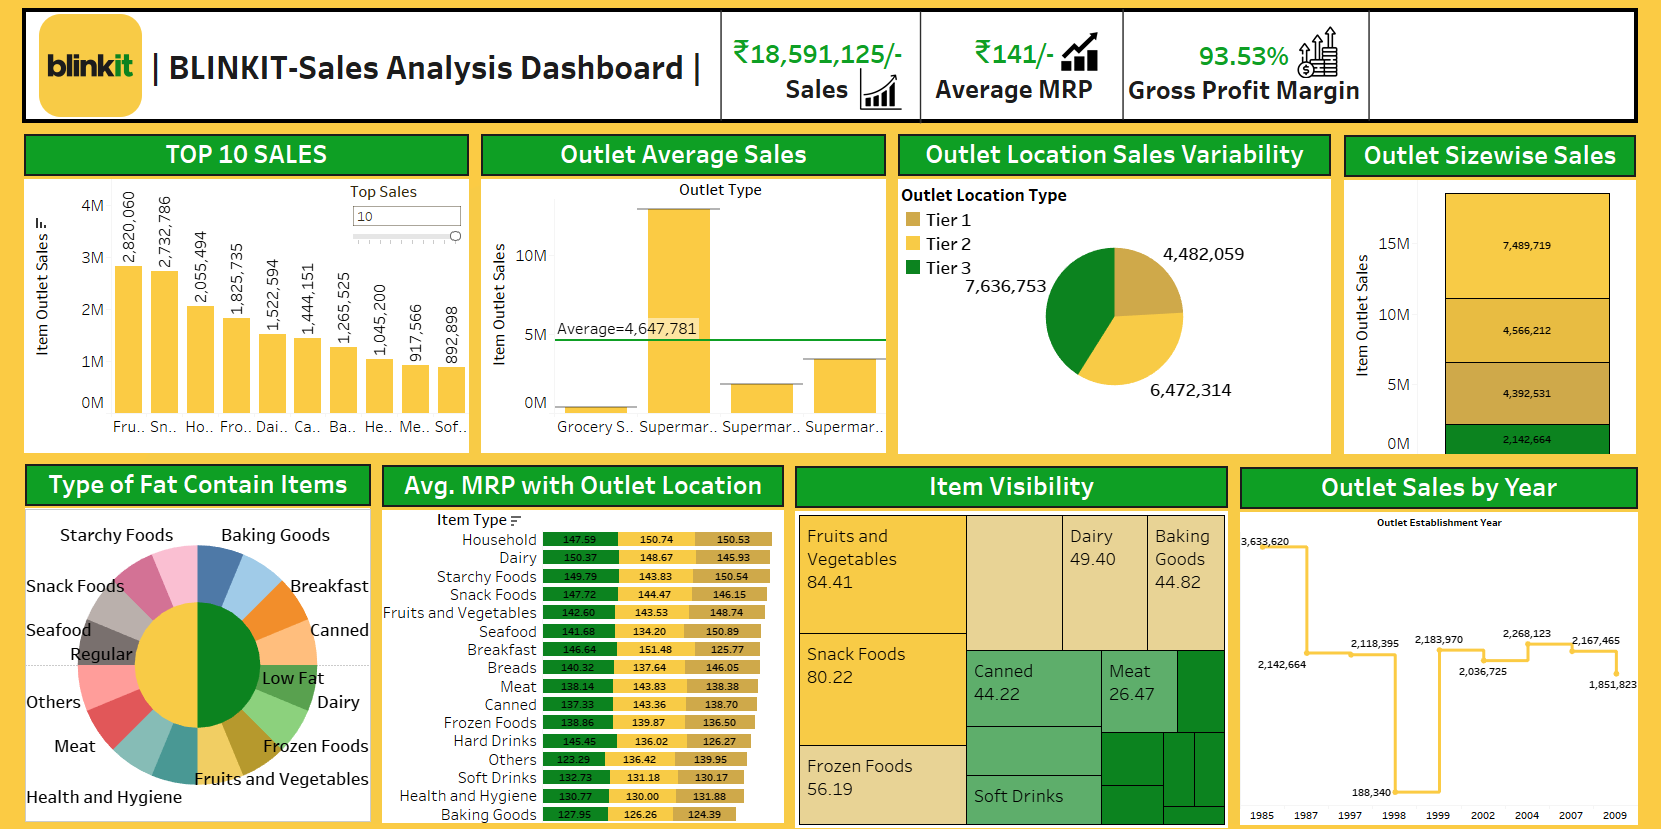 blinkit
| BLINKIT-Sales Analysis Dashboard |
₹18,591,125/-
Sales
₹141/-
Average MRP
93.53%
Gross Profit Margin
TOP 10 SALES
Top Sales
10
Item Outlet Sales
4M
3M
2M
1M
0M
2,820,060
2,732,786
2,055,494
1,825,735
1,522,594
1,444,151
1,265,525
1,045,200
917,566
892,898
Fru.. Sn.. Ho.. Fro.. Dai.. Ca.. Ba.. He.. Me.. Sof..
Outlet Average Sales
Outlet Type
Item Outlet Sales
10M
5M
0M
Average=4,647,781
Grocery S.. Supermar.. Supermar.. Supermar..
Outlet Location Sales Variability
Outlet Location Type
Tier 1
Tier 2
Tier 3
4,482,059
7,636,753
6,472,314
Outlet Sizewise Sales
Item Outlet Sales
15M
10M
5M
0M
7,489,719
4,566,212
4,392,531
2,142,664
Type of Fat Contain Items
Starchy Foods
Baking Goods
Snack Foods
Breakfast
Seafood
Canned
Regular
Low Fat
Others
Dairy
Meat
Frozen Foods
Fruits and Vegetables
Health and Hygiene
Avg. MRP with Outlet Location
Item Type
Household 147.59 150.74 150.53
Dairy 150.37 148.67 145.93
Starchy Foods 149.79 143.83 150.54
Snack Foods 147.72 144.47 146.15
Fruits and Vegetables 142.60 143.53 148.74
Seafood 141.68 134.20 150.89
Breakfast 146.64 151.48 125.77
Breads 140.32 137.64 146.05
Meat 138.14 143.83 138.38
Canned 137.33 143.36 138.70
Frozen Foods 138.86 139.87 136.50
Hard Drinks 145.45 136.02 126.27
Others 123.29 136.42 139.95
Soft Drinks 132.73 131.18 130.17
Health and Hygiene 130.77 130.00 131.88
Baking Goods 127.95 126.26 124.39
Item Visibility
Fruits and
Vegetables
84.41
Snack Foods
80.22
Frozen Foods
56.19
Dairy
49.40
Baking
Goods
44.82
Canned
44.22
Meat
26.47
Soft Drinks
Outlet Sales by Year
Outlet Establishment Year
3,633,620
2,142,664
2,118,395
188,340
2,183,970
2,036,725
2,268,123
2,167,465
1,851,823
1985 1987 1997 1998 1999 2002 2004 2007 2009